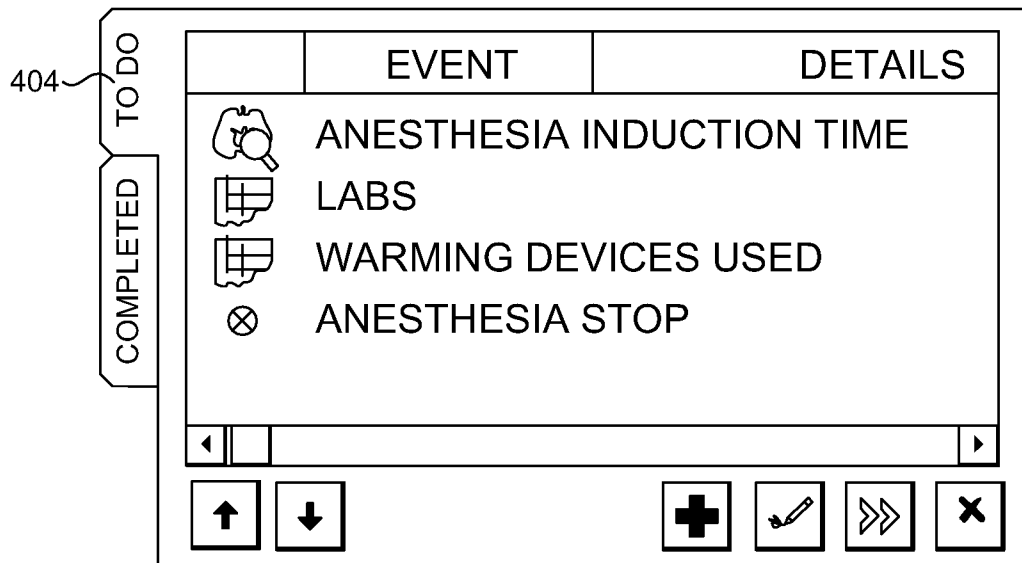 404
TO DO
COMPLETED
EVENT DETAILS
ANESTHESIA INDUCTION TIME
LABS
WARMING DEVICES USED
ANESTHESIA STOP